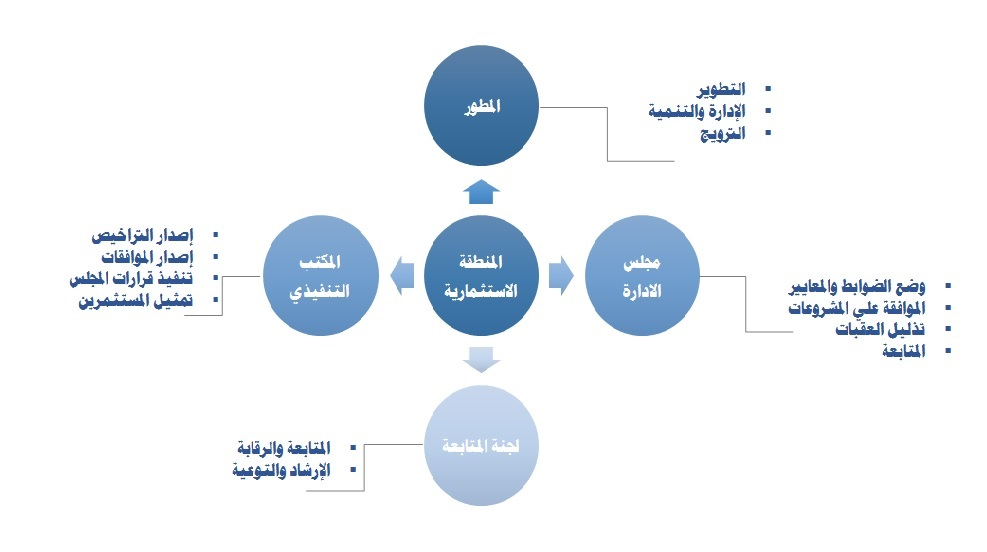 المطور
▪ التطوير
▪ الإدارة والتنمية
▪ الترويج
مجلس
الادارة
▪ وضع الضوابط والمعايير
▪ الموافقة علي المشروعات
▪ تذليل العقبات
▪ المتابعة
المنطقة
الاستثمارية
المكتب
التنفيذي
▪ إصدار التراخيص
▪ إصدار الموافقات
▪ تنفيذ قرارات المجلس
▪ تمثيل المستثمرين
لجنة المتابعة
▪ المتابعة والرقابة
▪ الإرشاد والتوعية